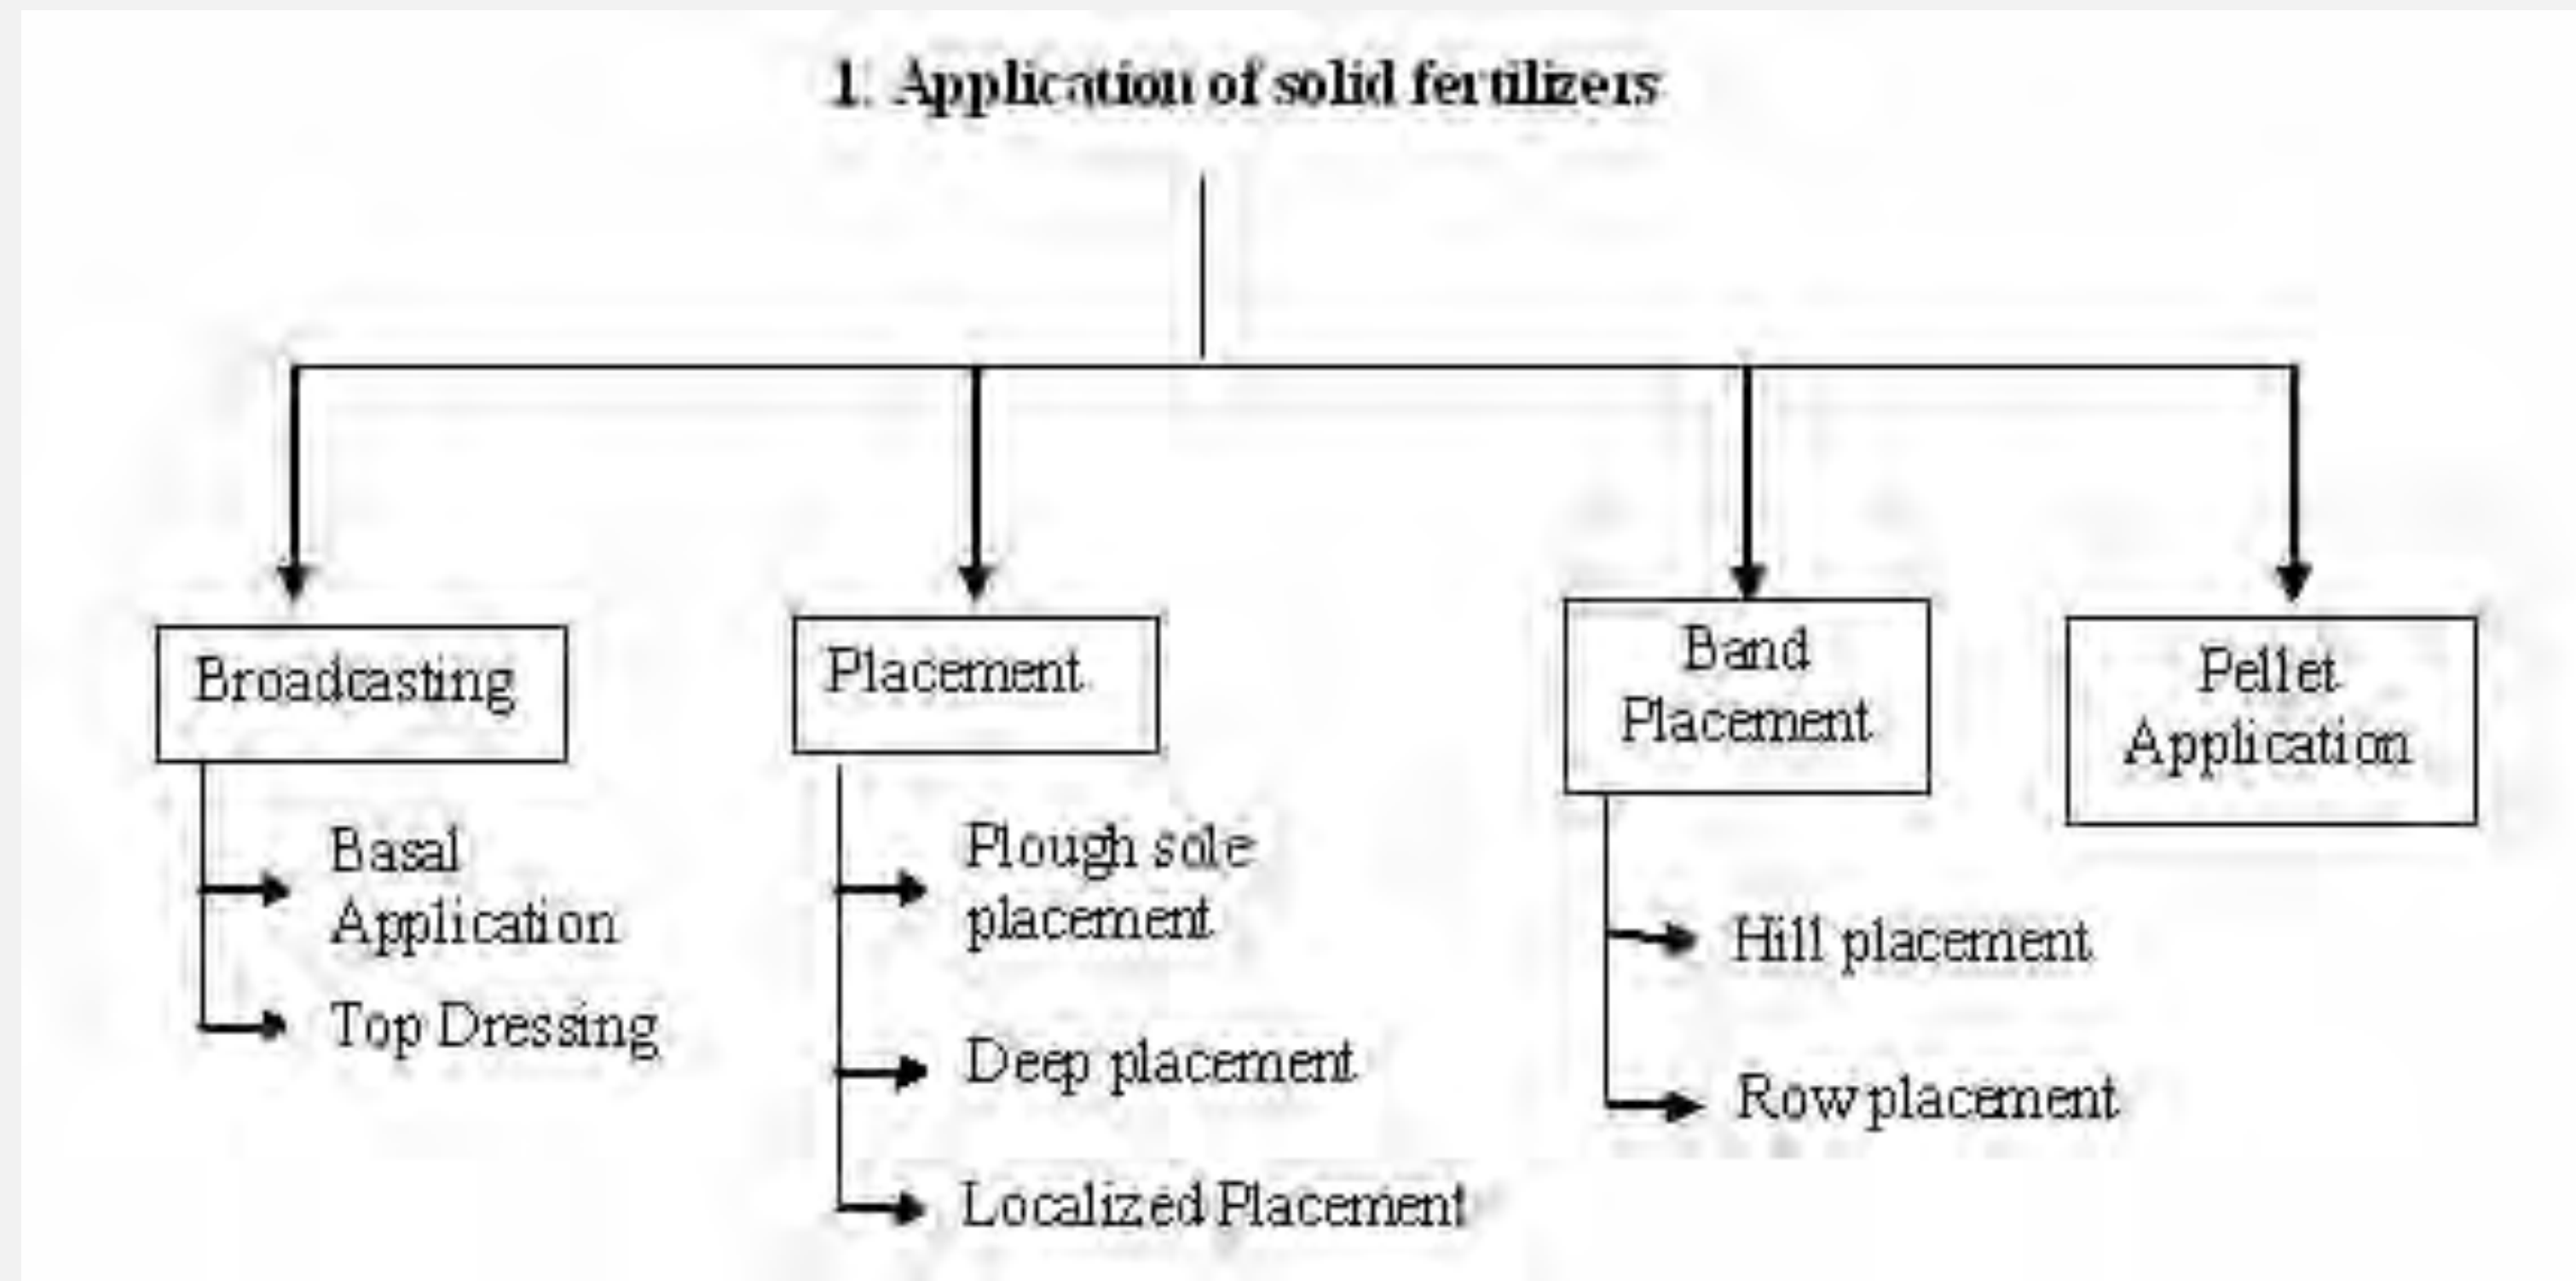 1. Application of solid fertilizers
Broadcasting
Basal
Application
Top Dressing
Placement
Plough sole
placement
Deep placement
Localized Placement
Band
Placement
Hill placement
Row placement
Pellet
Application